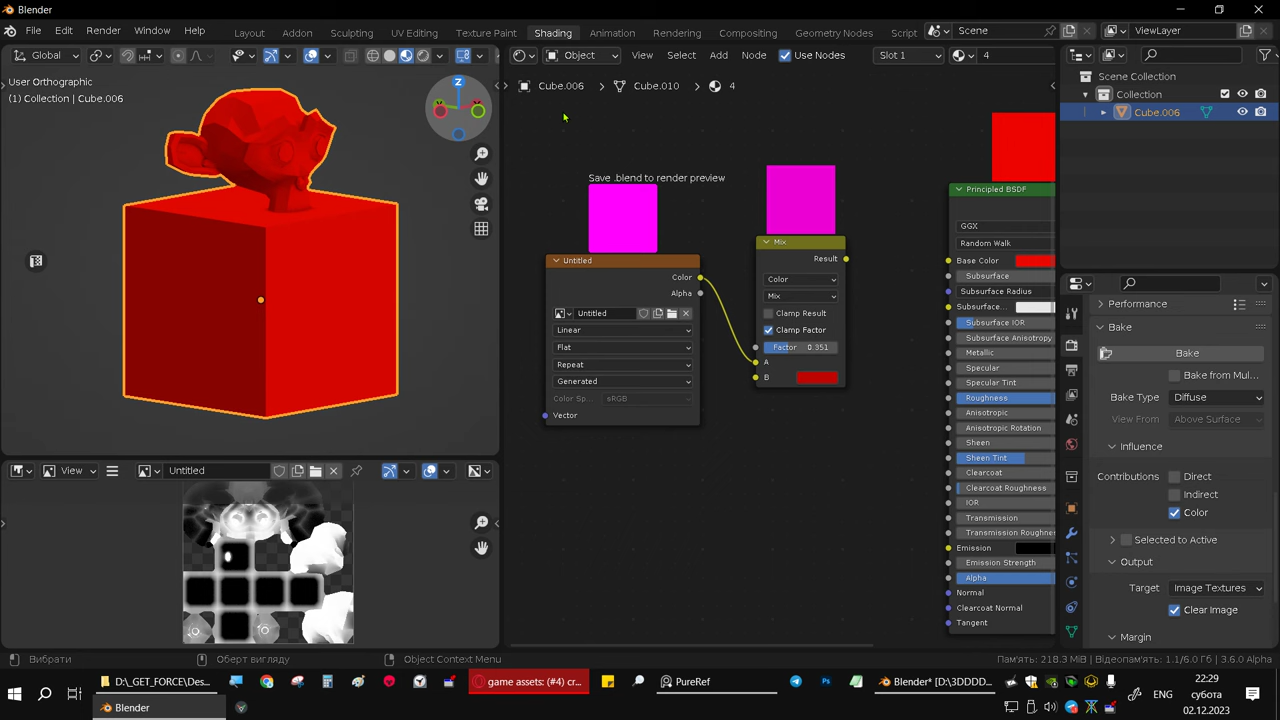 Blender
File Edit Render Window Help
Layout Addon Sculpting UV Editing Texture Paint Shading Animation Rendering Compositing Geometry Nodes Script
Scene
ViewLayer
Global
Object View Select Add Node Use Nodes Slot 1 4
User Orthographic
(1) Collection | Cube.006
Z
Cube.006 > Cube.010 > 4
Scene Collection
Collection
Cube.006
Save .blend to render preview
Untitled
Color
Alpha
Untitled
Linear
Flat
Repeat
Generated
Color Sp... sRGB
Vector
Mix
Result
Color
Mix
Clamp Result
Clamp Factor
Factor 0.351
A
B
Principled BSDF
GGX
Random Walk
Base Color
Subsurface
Subsurface Radius
Subsurface...
Subsurface IOR
Subsurface Anisotropy
Metallic
Specular
Specular Tint
Roughness
Anisotropic
Anisotropic Rotation
Sheen
Sheen Tint
Clearcoat
Clearcoat Roughness
IOR
Transmission
Transmission Roughness
Emission
Emission Strength
Alpha
Normal
Clearcoat Normal
Tangent
Performance
Bake
Bake
Bake from Mul...
Bake Type Diffuse
View From Above Surface
Influence
Contributions Direct
Indirect
Color
Selected to Active
Output
Target Image Textures
Clear Image
Margin
View
Untitled
Вибрати
Оберт вигляду
Object Context Menu
Пам'ять: 218.3 MiB | Відеопам'ять: 1.1/6.0 Гб | 3.6.0 Alpha
D:\_GET_FORCE\Des...
game assets: (#4) cr...
PureRef
Blender* [D:\3DDDD...
22:29
ENG
субота
02.12.2023
Blender